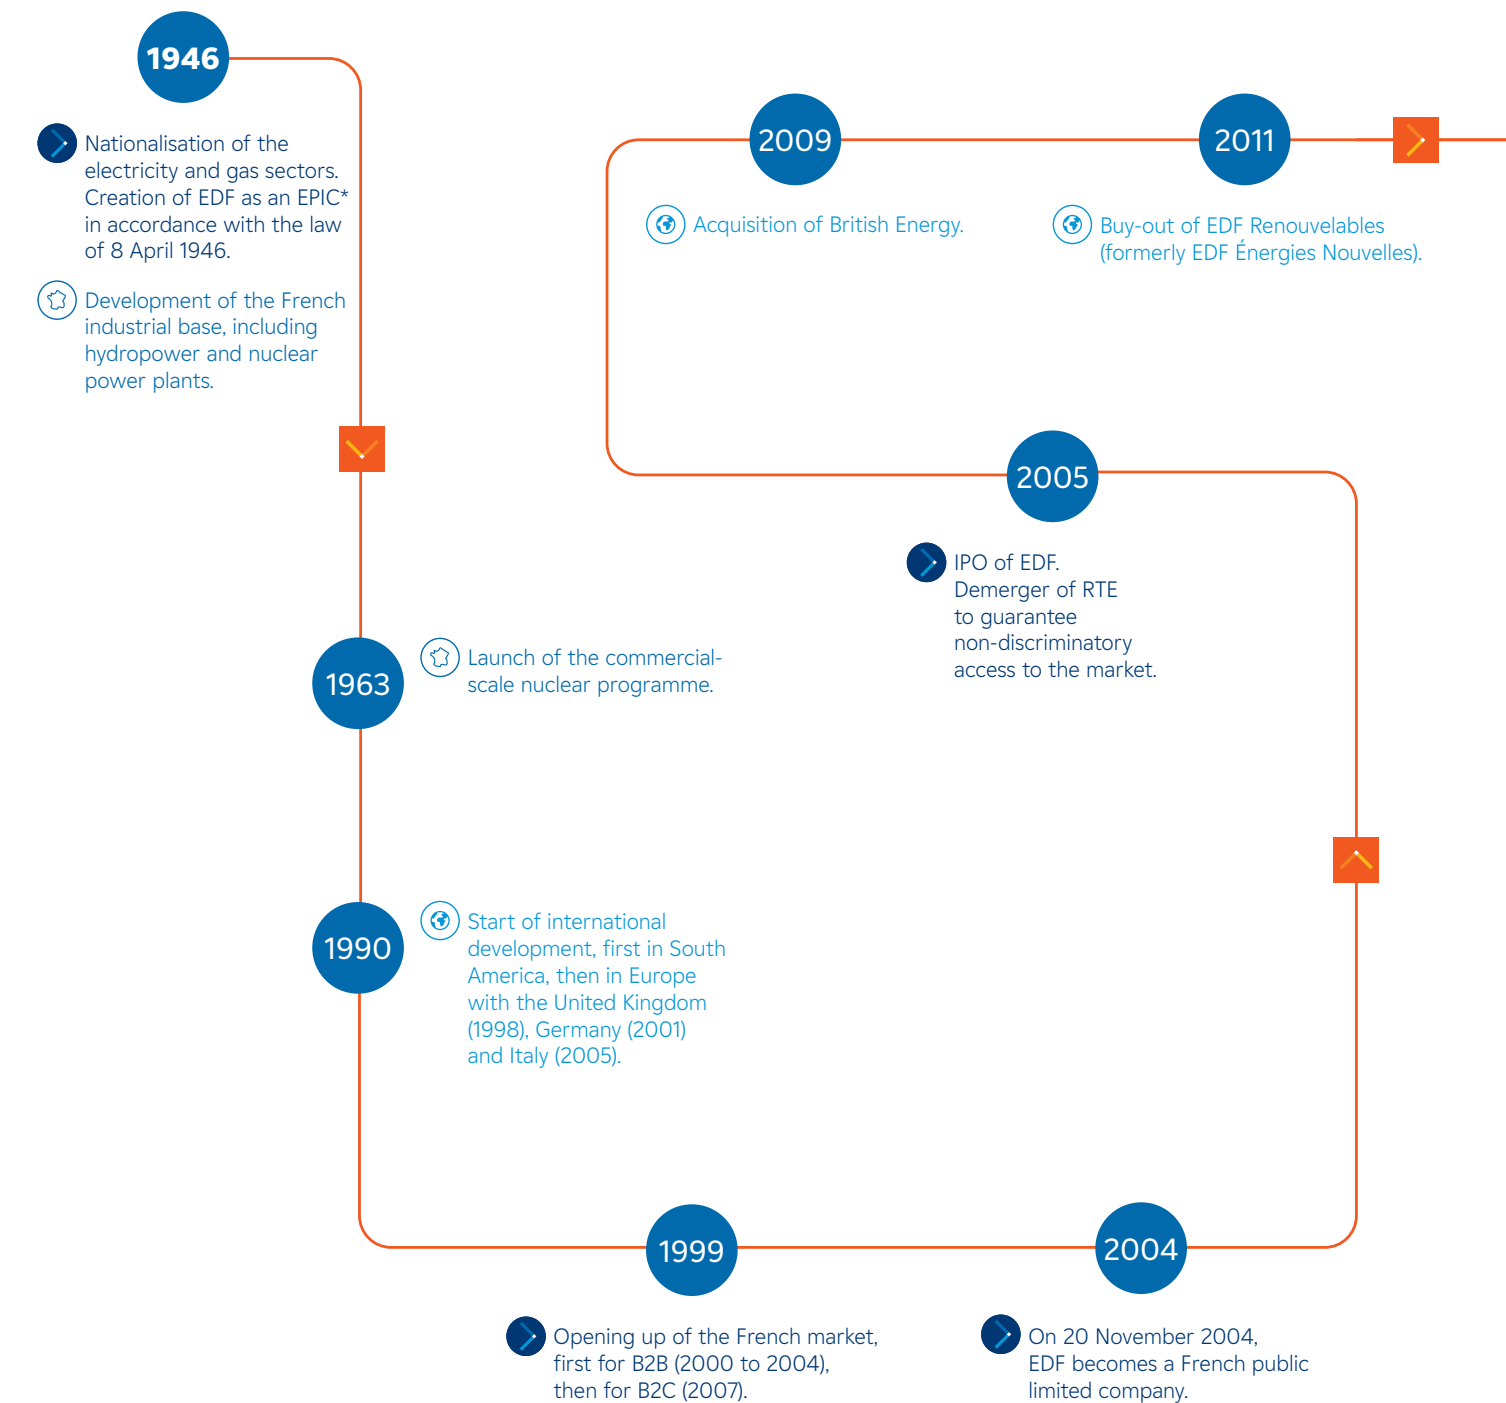 1946
Nationalisation of the
electricity and gas sectors.
Creation of EDF as an EPIC*
in accordance with the law
of 8 April 1946.
Development of the French
industrial base, including
hydropower and nuclear
power plants.
1963
Launch of the commercial-
scale nuclear programme.
1990
Start of international
development, first in South
America, then in Europe
with the United Kingdom
(1998), Germany (2001)
and Italy (2005).
1999
Opening up of the French market,
first for B2B (2000 to 2004),
then for B2C (2007).
2004
On 20 November 2004,
EDF becomes a French public
limited company.
2005
IPO of EDF.
Demerger of RTE
to guarantee
non-discriminatory
access to the market.
2009
Acquisition of British Energy.
2011
Buy-out of EDF Renouvelables
(formerly EDF Énergies Nouvelles).